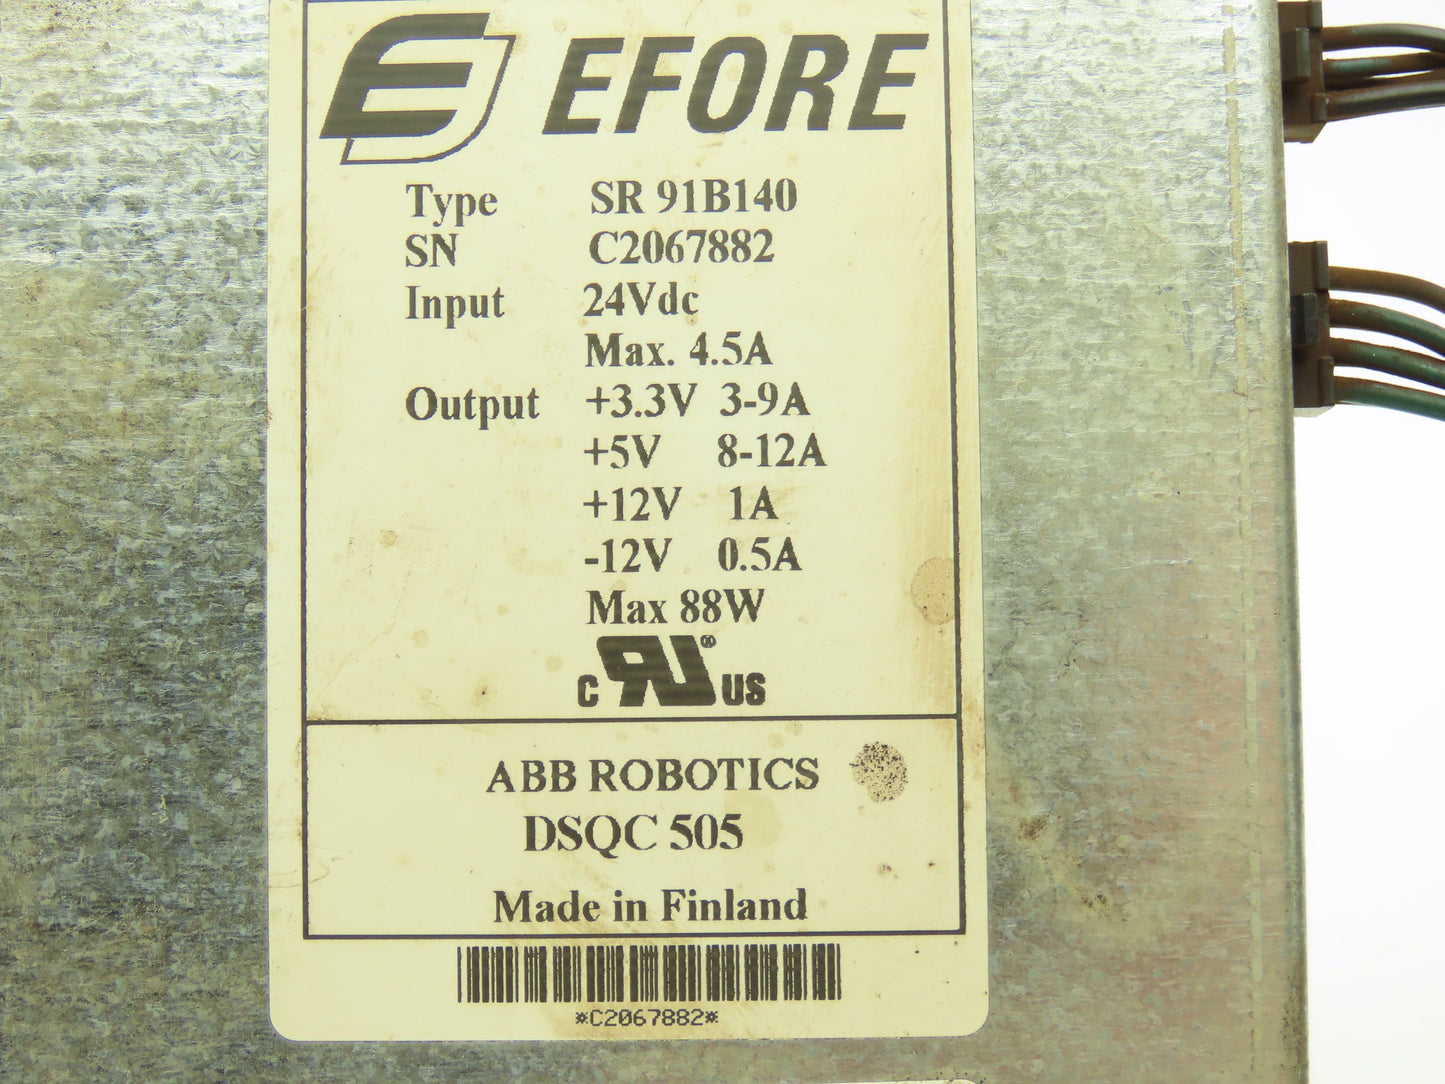 EFORE
Type SR 91B140
SN C2067882
Input 24Vdc
Max. 4.5A
Output +3.3V 3-9A
+5V 8-12A
+12V 1A
-12V 0.5A
Max 88W
C RU® US
ABB ROBOTICS
DSQC 505
Made in Finland
*C2067882*